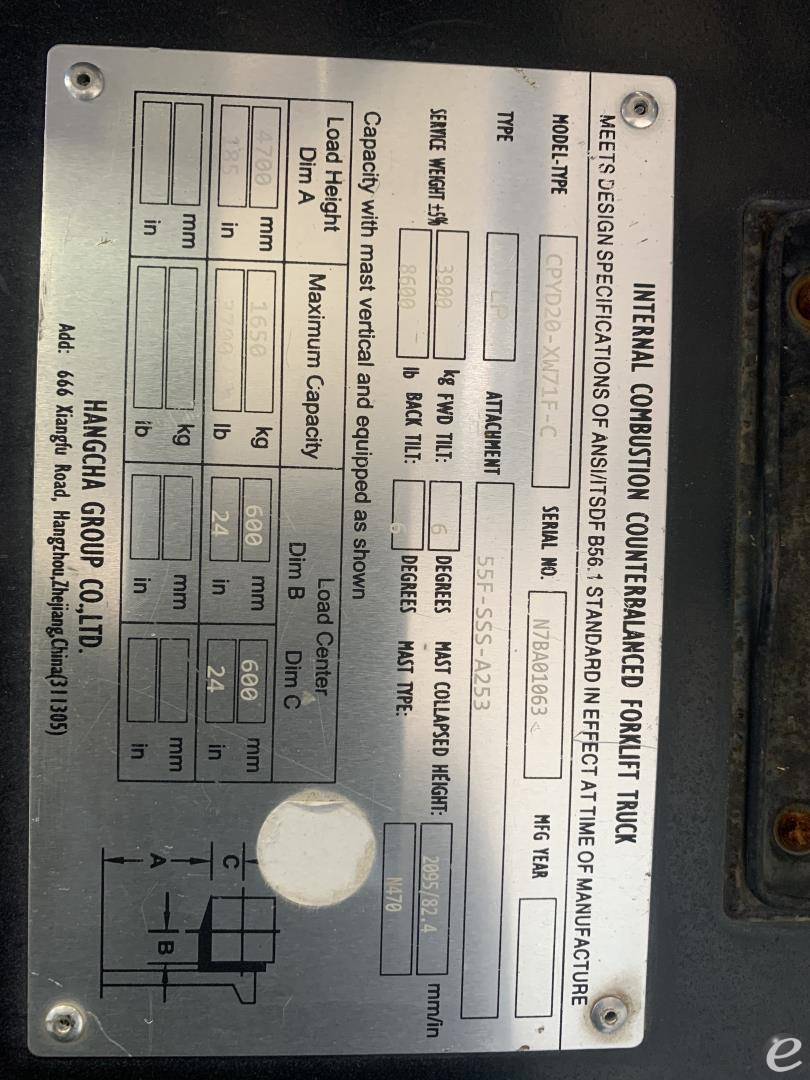 INTERNAL COMBUSTION COUNTERBALANCED FORKLIFT TRUCK
MEETS DESIGN SPECIFICATIONS OF ANSI/ITSDF B56.1 STANDARD IN EFFECT AT TIME OF MANUFACTURE
MODEL-TYPE CPYD20-XW71F-C SERIAL NO. N7BA01063 MFG YEAR
TYPE LP ATTACHMENT 55F-SSS-A253
SERVICE WEIGHT ±5% 3900 kg FWD TILT: 6 DEGREES MAST COLLAPSED HEIGHT: 2095/82.4 mm/in
8600 lb BACK TILT: 6 DEGREES MAST TYPE: N470
Capacity with mast vertical and equipped as shown
Load Height Maximum Capacity Load Center
Dim A Dim B Dim C
4700 mm 1650 kg 600 mm 600 mm
185 in lb 24 in 24 in
mm kg mm mm
in lb in in
HANGCHA GROUP CO.,LTD.
Add: 666 Xiangfu Road, Hangzhou,Zhejiang,China(311305)
C
A
B
e